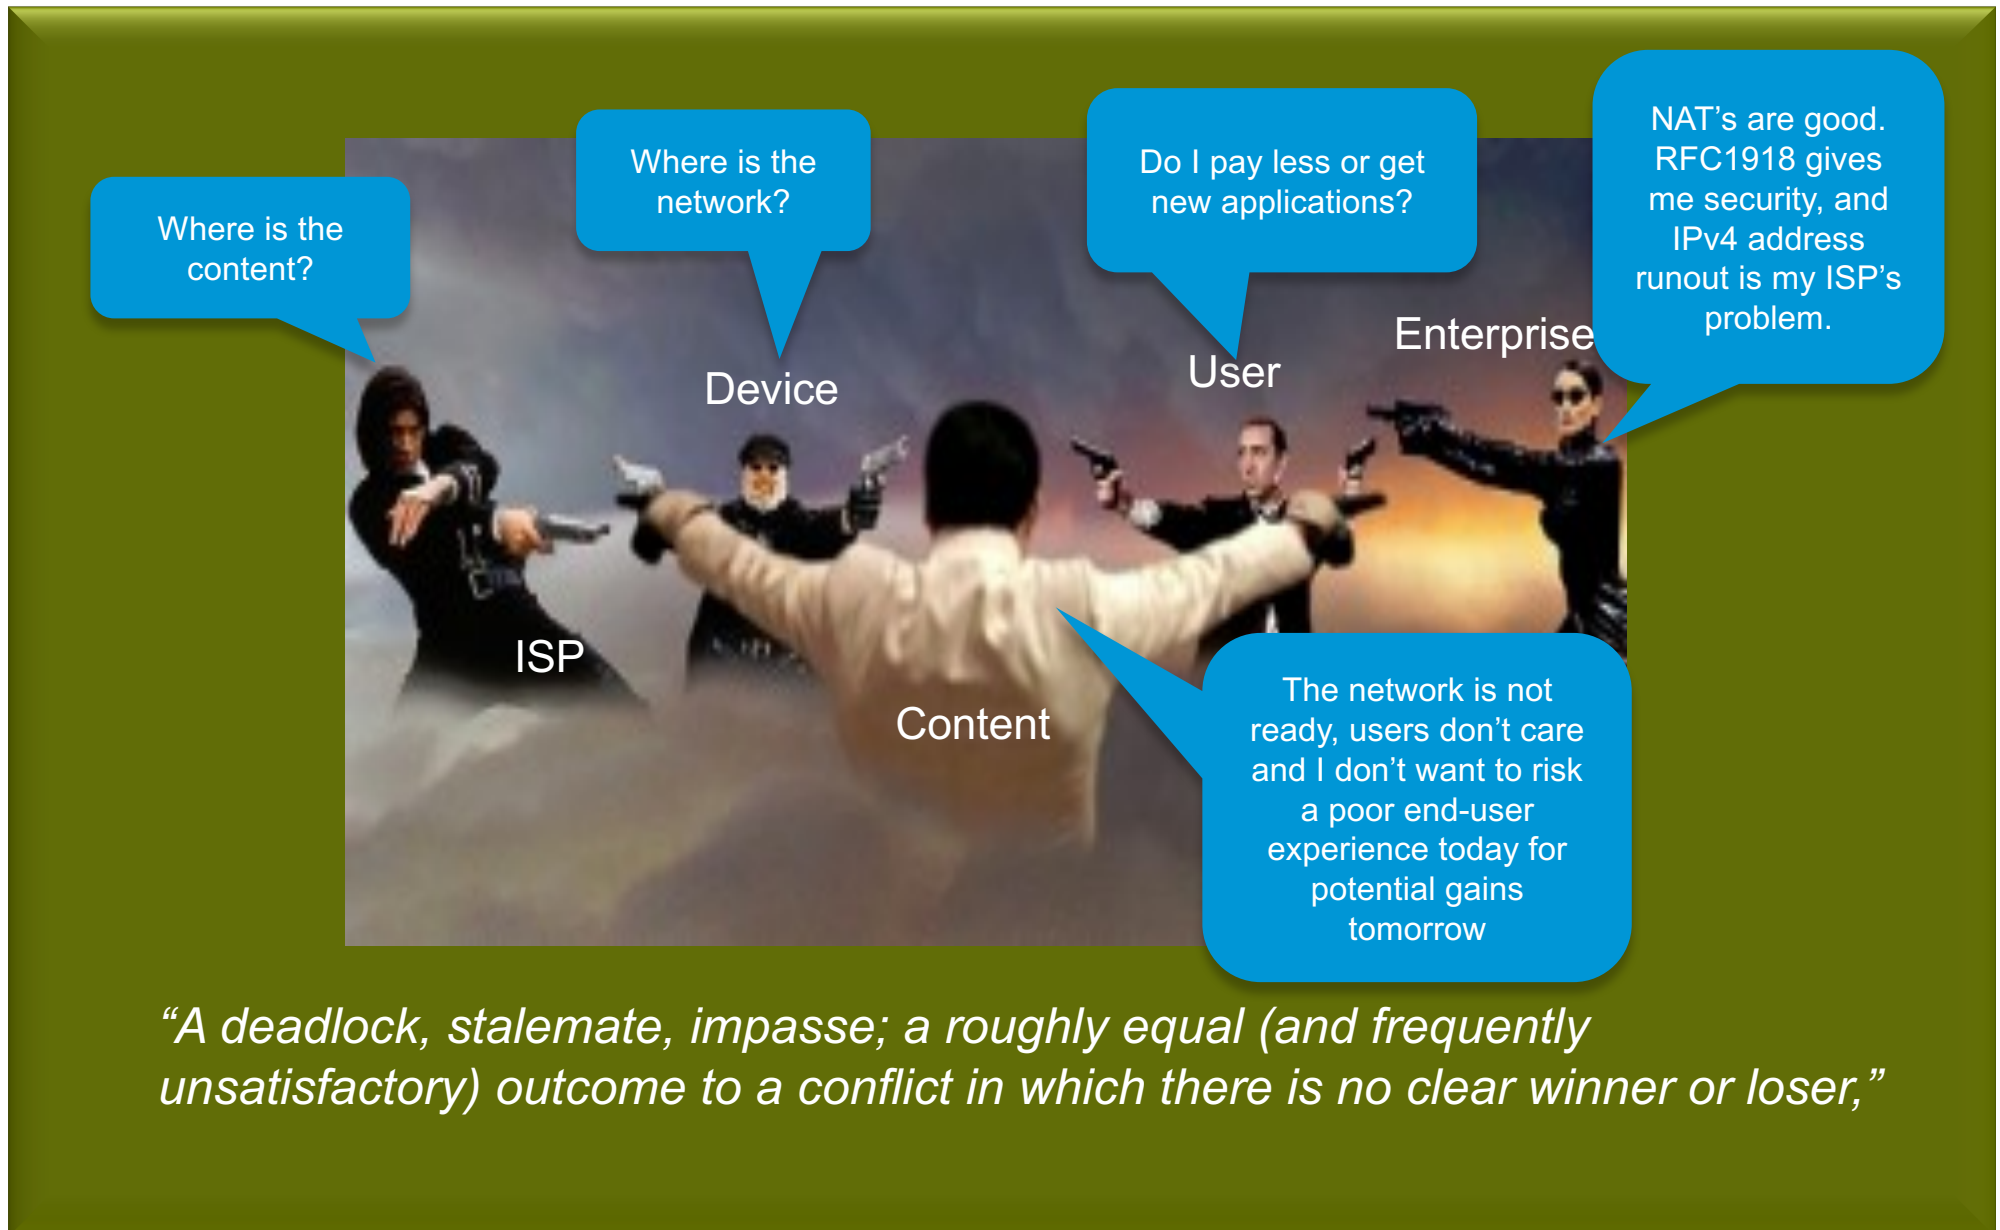 Where is the
content?
Where is the
network?
Do I pay less or get
new applications?
NAT’s are good.
RFC1918 gives
me security, and
IPv4 address
runout is my ISP’s
problem.
Enterprise
User
Device
ISP
Content
The network is not
ready, users don’t care
and I don’t want to risk
a poor end-user
experience today for
potential gains
tomorrow
“A deadlock, stalemate, impasse; a roughly equal (and frequently
unsatisfactory) outcome to a conflict in which there is no clear winner or loser,”